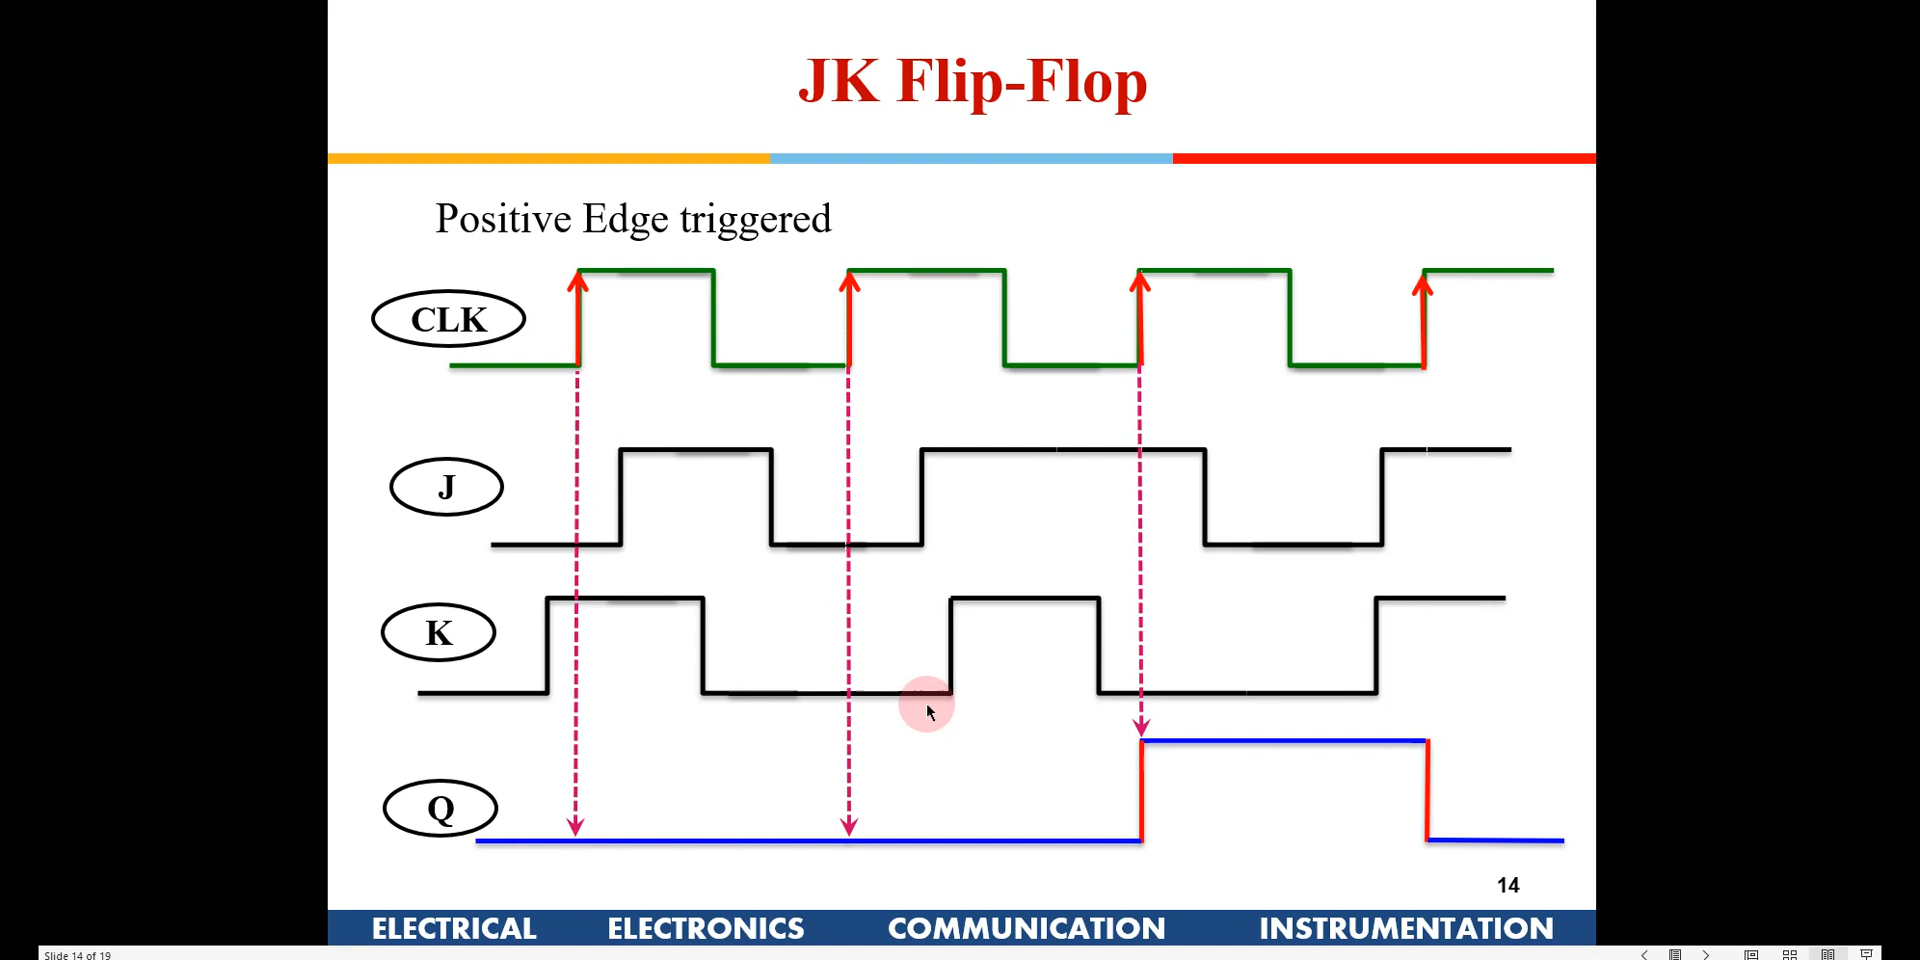 JK Flip-Flop
Positive Edge triggered
CLK
J
K
Q
14
ELECTRICAL ELECTRONICS COMMUNICATION INSTRUMENTATION
Slide 14 of 19